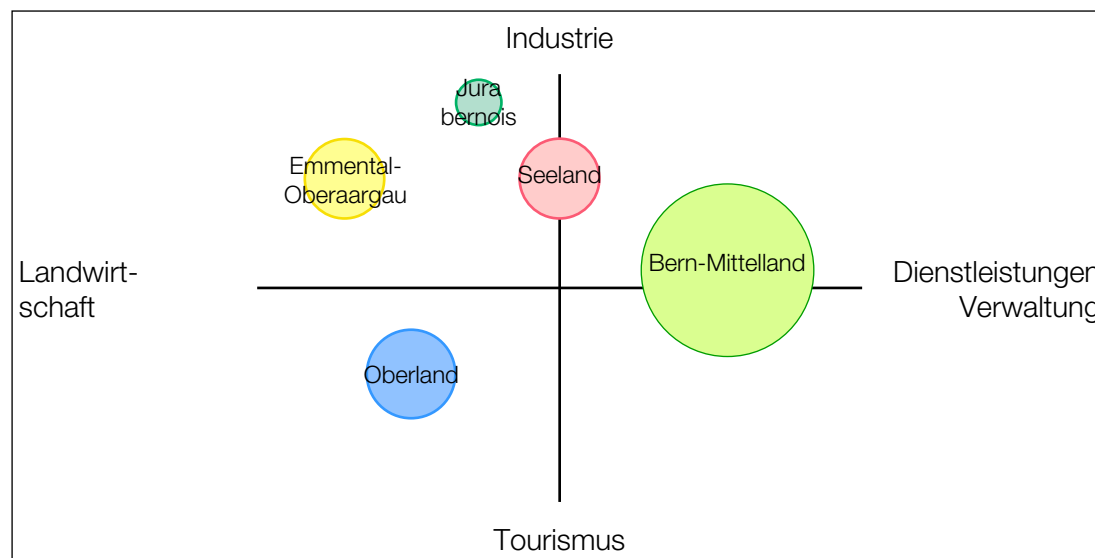 Industrie
Jura
bernois
Emmental-
Oberaargau
Seeland
Bern-Mittelland
Landwirt-
schaft
Dienstleistungen
Verwaltung
Oberland
Tourismus